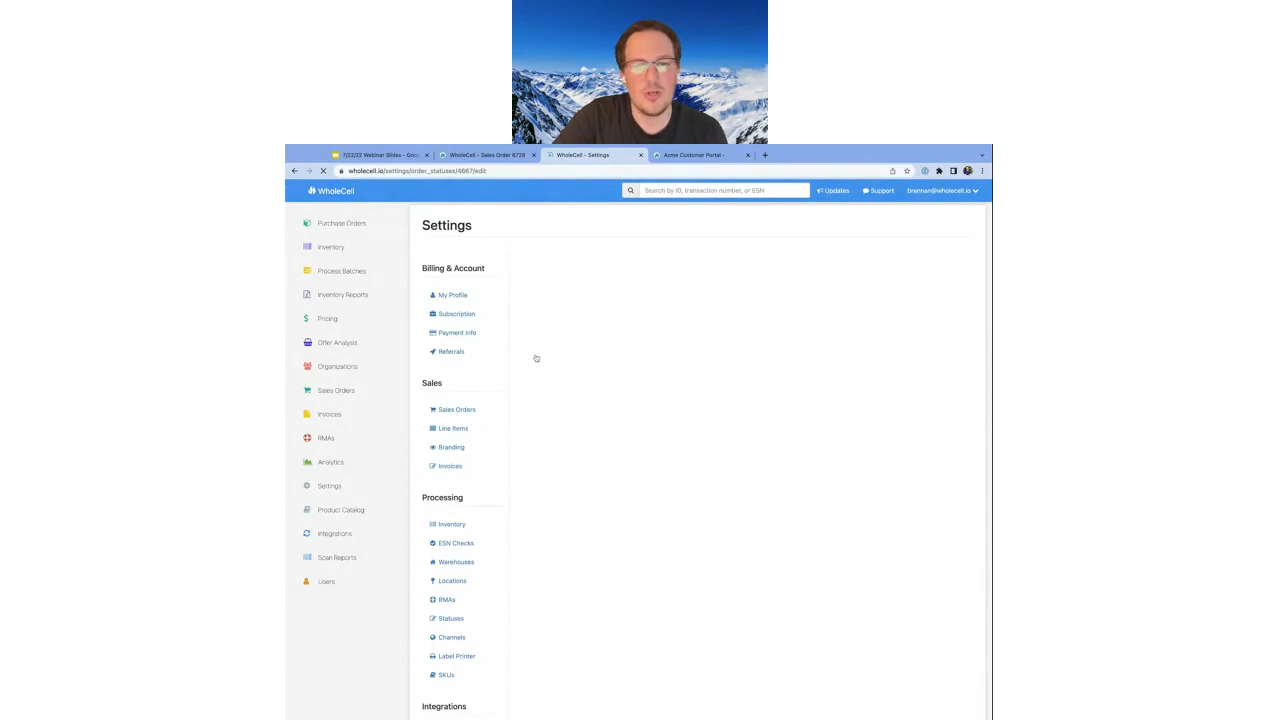 7/22/22 Webinar Slides - Goo
WholeCell - Sales Order 6728
WholeCell - Settings
Acme Customer Portal -
wholecell.io/settings/order_statuses/4667/edit
WholeCell
Search by ID, transaction number, or ESN
Updates
Support
brennan@wholecell.io
Purchase Orders
Inventory
Process Batches
Inventory Reports
Pricing
Offer Analysis
Organizations
Sales Orders
Invoices
RMAs
Analytics
Settings
Product Catalog
Integrations
Scan Reports
Users
Settings
Billing & Account
My Profile
Subscription
Payment Info
Referrals
Sales
Sales Orders
Line Items
Branding
Invoices
Processing
Inventory
ESN Checks
Warehouses
Locations
RMAs
Statuses
Channels
Label Printer
SKUs
Integrations